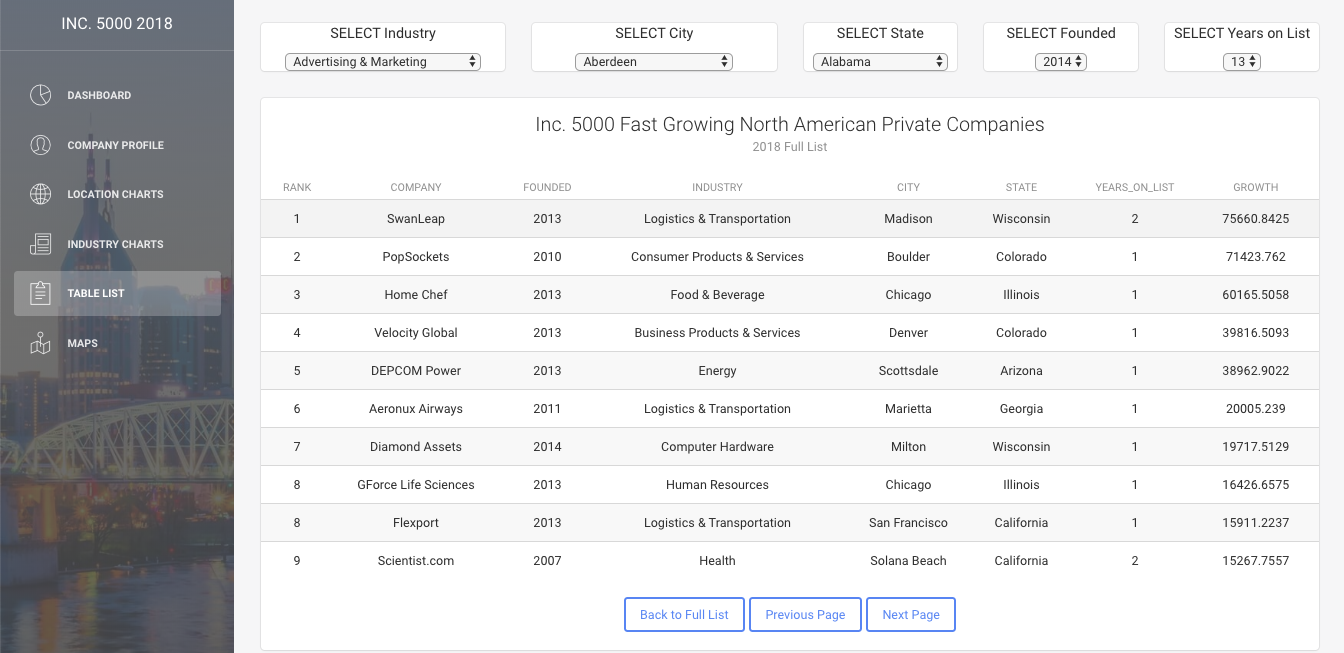 INC. 5000 2018
DASHBOARD
COMPANY PROFILE
LOCATION CHARTS
INDUSTRY CHARTS
TABLE LIST
MAPS
SELECT Industry SELECT City SELECT State SELECT Founded SELECT Years on List
Advertising & Marketing Aberdeen Alabama 2014 13
Inc. 5000 Fast Growing North American Private Companies
2018 Full List
RANK COMPANY FOUNDED INDUSTRY CITY STATE YEARS_ON_LIST GROWTH
1 SwanLeap 2013 Logistics & Transportation Madison Wisconsin 2 75660.8425
2 PopSockets 2010 Consumer Products & Services Boulder Colorado 1 71423.762
3 Home Chef 2013 Food & Beverage Chicago Illinois 1 60165.5058
4 Velocity Global 2013 Business Products & Services Denver Colorado 1 39816.5093
5 DEPCOM Power 2013 Energy Scottsdale Arizona 1 38962.9022
6 Aeronux Airways 2011 Logistics & Transportation Marietta Georgia 1 20005.239
7 Diamond Assets 2014 Computer Hardware Milton Wisconsin 1 19717.5129
8 GForce Life Sciences 2013 Human Resources Chicago Illinois 1 16426.6575
8 Flexport 2013 Logistics & Transportation San Francisco California 1 15911.2237
9 Scientist.com 2007 Health Solana Beach California 2 15267.7557
Back to Full List Previous Page Next Page